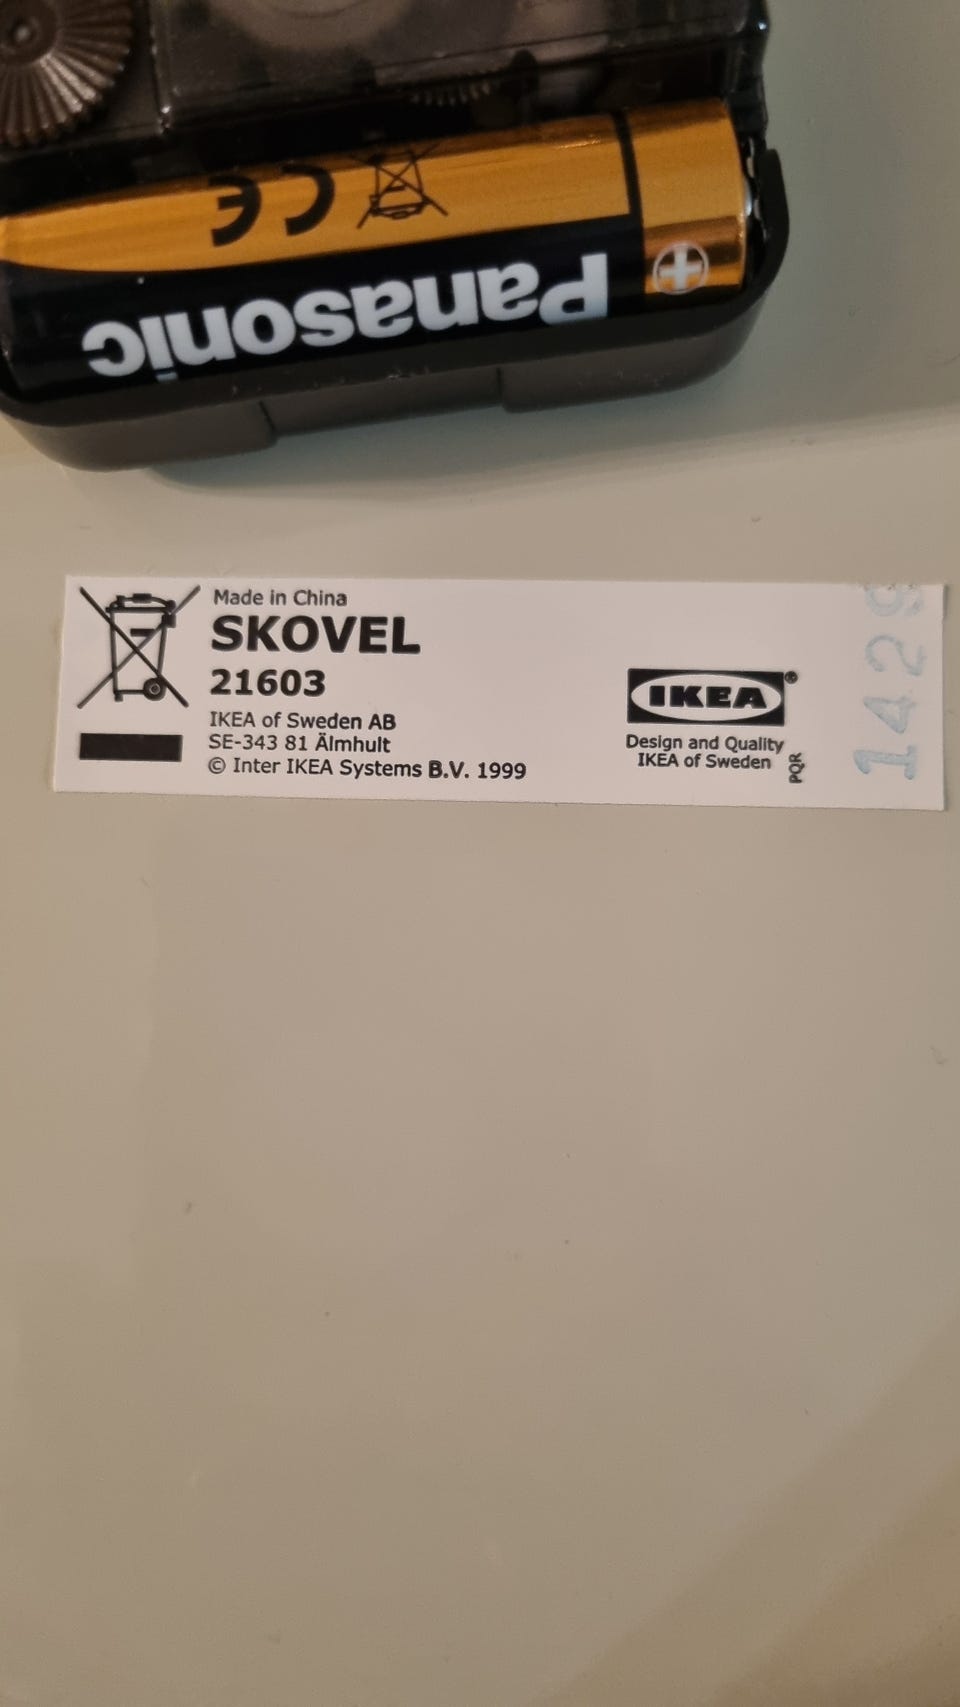 CE
Panasonic
+
Made in China
SKOVEL
21603
IKEA of Sweden AB
SE-343 81 Älmhult
© Inter IKEA Systems B.V. 1999
IKEA®
Design and Quality
IKEA of Sweden
PQR
1429